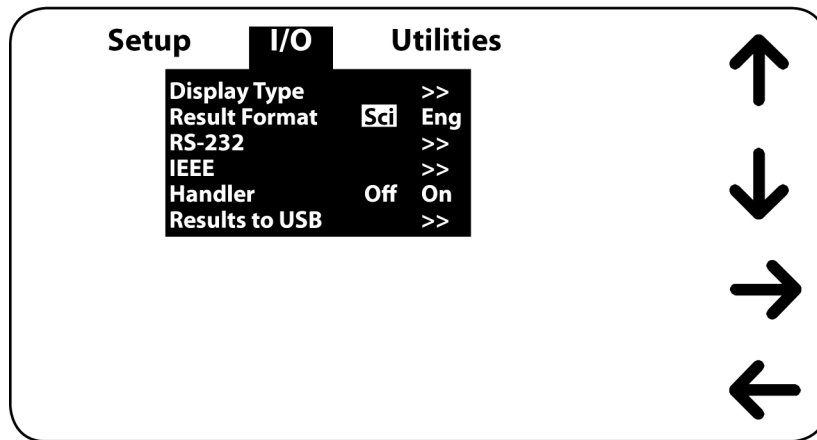 Setup I/O Utilities
Display Type >>
Result Format Sci Eng
RS-232 >>
IEEE >>
Handler Off On
Results to USB >>